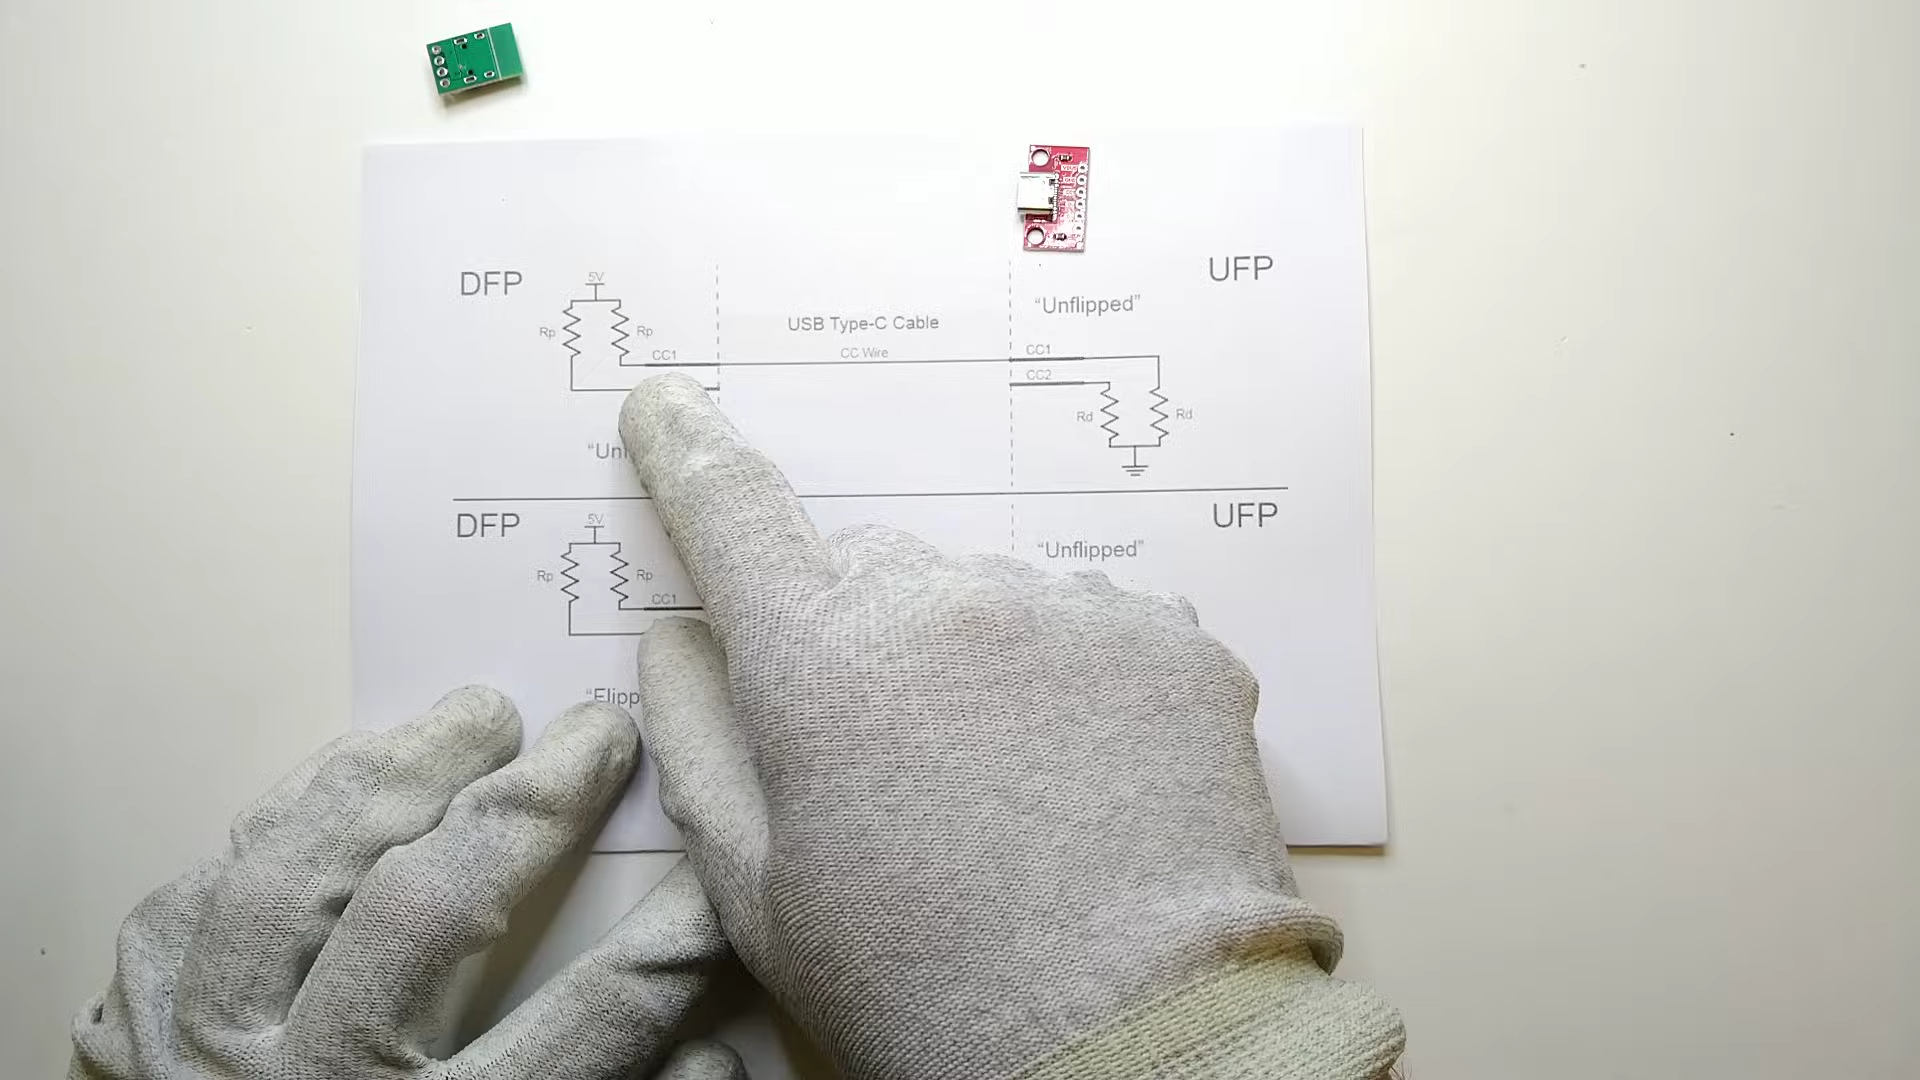 DFP
5V
Rp
Rp
CC1
USB Type-C Cable
CC Wire
"Unflipped"
UFP
CC1
CC2
Rd
Rd
DFP
5V
Rp
Rp
CC1
"Unflipped"
UFP